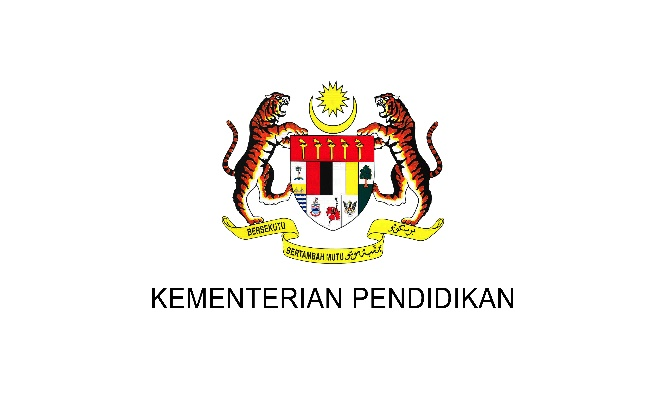 BERSEKUTU
BERTAMBAH MUTU
KEMENTERIAN PENDIDIKAN